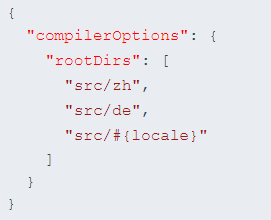 {
  "compilerOptions": {
    "rootDirs": [
      "src/zh",
      "src/de",
      "src/#{locale}"
    ]
  }
}